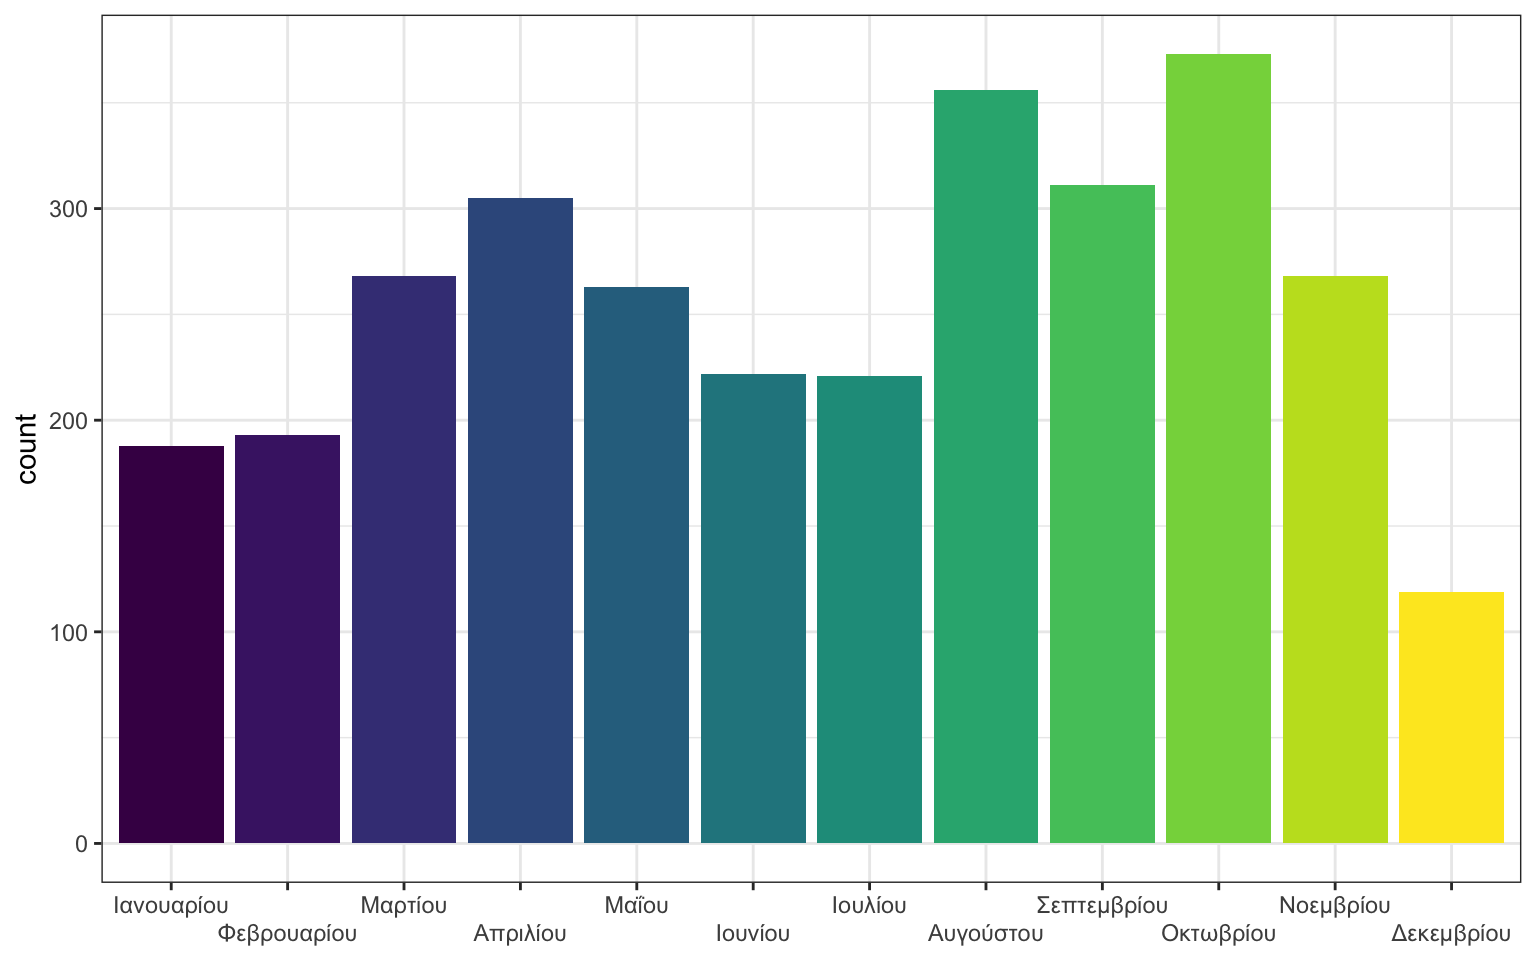 count
300
200
100
0
Ιανουαρίου Μαρτίου Μαΐου Ιουλίου Σεπτεμβρίου Νοεμβρίου
Φεβρουαρίου Απριλίου Ιουνίου Αυγούστου Οκτωβρίου Δεκεμβρίου